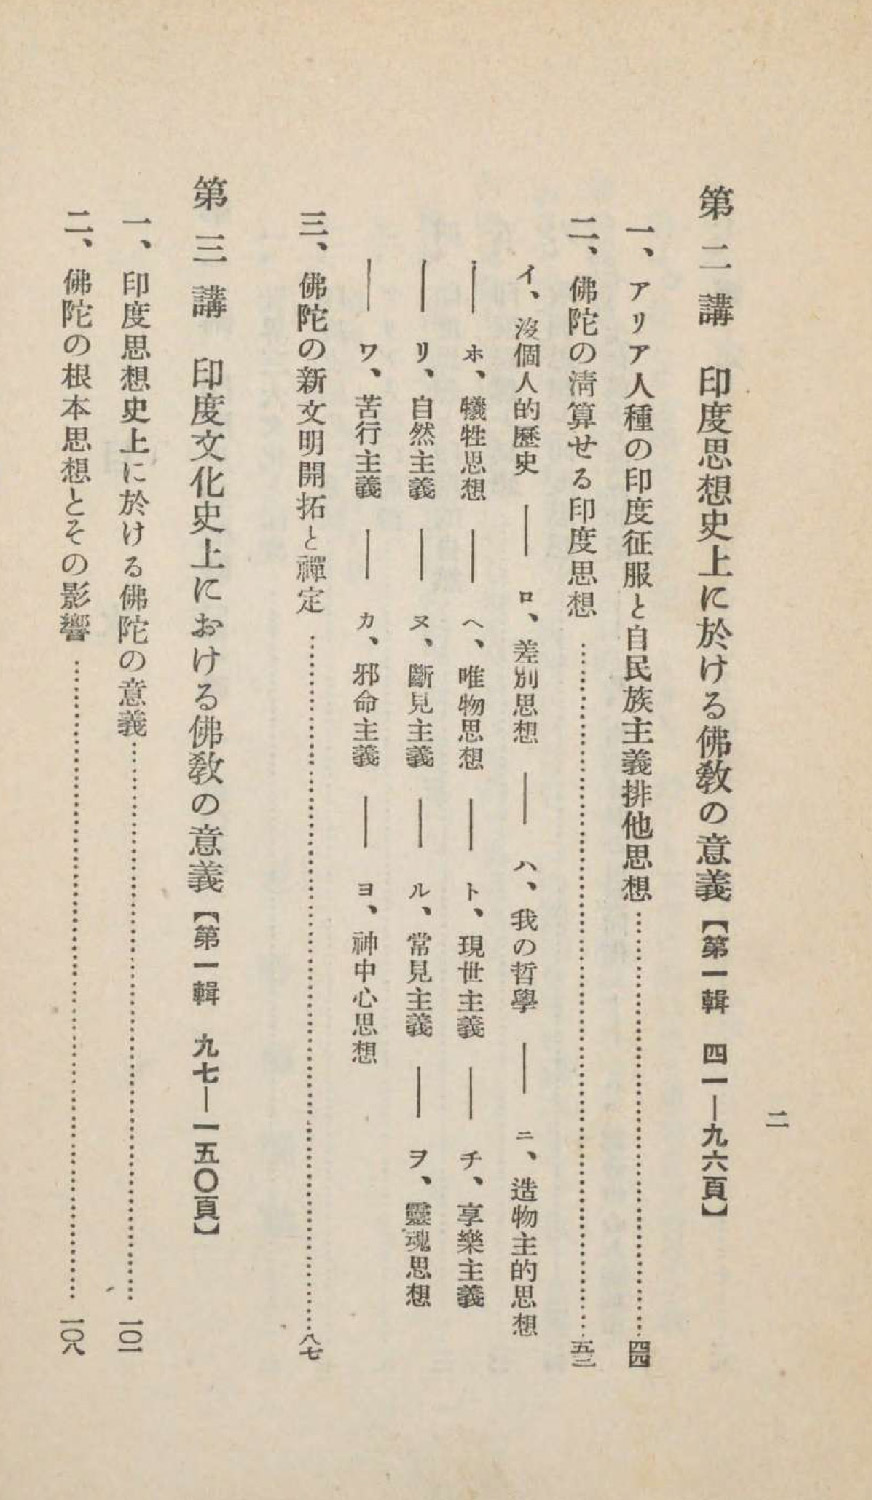 二
第二講　印度思想史上に於ける佛敎の意義【第一輯　四一―九六頁】
一、アリア人種の印度征服と自民族主義排他思想……四四
二、佛陀の淸算せる印度思想……五三
イ、沒個人的歷史――ロ、差別思想――ハ、我の哲學――ニ、造物主的思想
――ホ、犧牲思想――ヘ、唯物思想――ト、現世主義――チ、享樂主義
――リ、自然主義――ヌ、斷見主義――ル、常見主義――ヲ、靈魂思想
――ワ、苦行主義――カ、邪命主義――ヨ、神中心思想
三、佛陀の新文明開拓と禪定……八七
第三講　印度文化史上における佛敎の意義【第一輯　九七―一五〇頁】
一、印度思想史上に於ける佛陀の意義……一〇一
二、佛陀の根本思想とその影響……一〇八